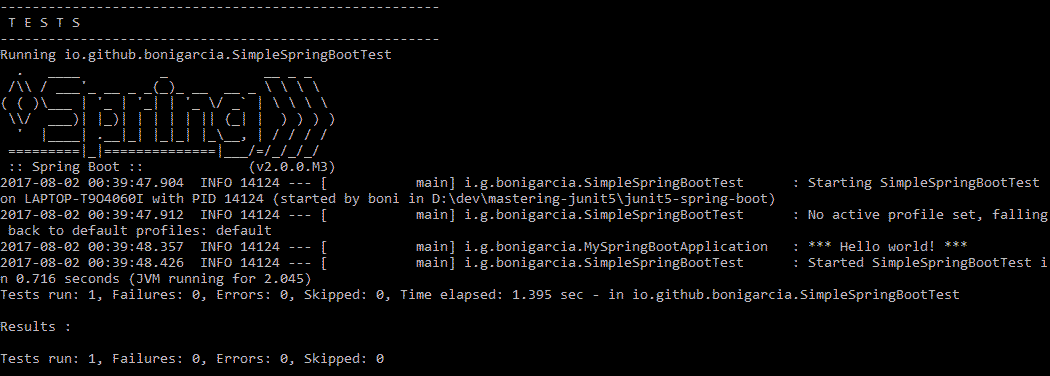 -------------------------------------------------------
 T E S T S
-------------------------------------------------------
Running io.github.bonigarcia.SimpleSpringBootTest
  .   ____          _            __ _ _
 /\\ / ___'_ __ _ _(_)_ __  __ _ \ \ \ \
( ( )\___ | '_ | '_| | '_ \/ _` | \ \ \ \
 \\/  ___)| |_)| | | | | || (_| |  ) ) ) )
  '  |____| .__|_| |_|_| |_\__, | / / / /
 =========|_|==============|___/=/_/_/_/
 :: Spring Boot ::             (v2.0.0.M3)
2017-08-02 00:39:47.904  INFO 14124 --- [           main] i.g.bonigarcia.SimpleSpringBootTest      : Starting SimpleSpringBootTest
on LAPTOP-T9O4060I with PID 14124 (started by boni in D:\dev\mastering-junit5\junit5-spring-boot)
2017-08-02 00:39:47.912  INFO 14124 --- [           main] i.g.bonigarcia.SimpleSpringBootTest      : No active profile set, falling
 back to default profiles: default
2017-08-02 00:39:48.357  INFO 14124 --- [           main] i.g.bonigarcia.MySpringBootApplication   : *** Hello world! ***
2017-08-02 00:39:48.426  INFO 14124 --- [           main] i.g.bonigarcia.SimpleSpringBootTest      : Started SimpleSpringBootTest i
n 0.716 seconds (JVM running for 2.045)
Tests run: 1, Failures: 0, Errors: 0, Skipped: 0, Time elapsed: 1.395 sec - in io.github.bonigarcia.SimpleSpringBootTest

Results :

Tests run: 1, Failures: 0, Errors: 0, Skipped: 0